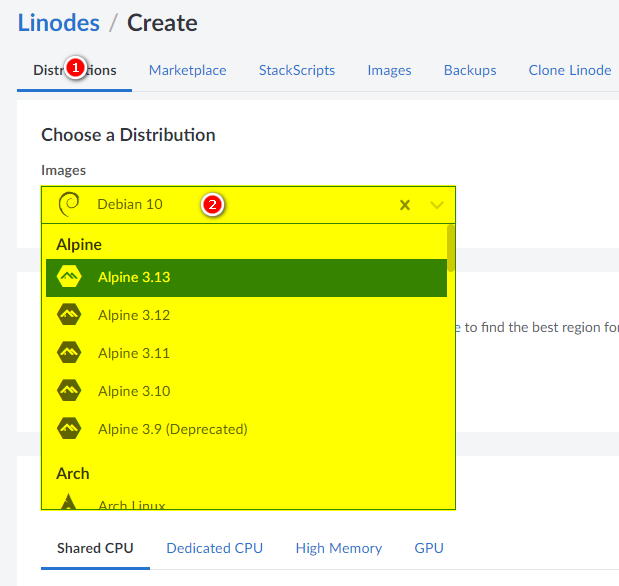 Linodes / Create
1
Marketplace StackScripts Images Backups Clone Linode
Choose a Distribution
Images
Debian 10 2
Alpine
Alpine 3.13
Alpine 3.12
e to find the best region for
Alpine 3.11
Alpine 3.10
Alpine 3.9 (Deprecated)
Arch
Arch Linux
Shared CPU Dedicated CPU High Memory GPU